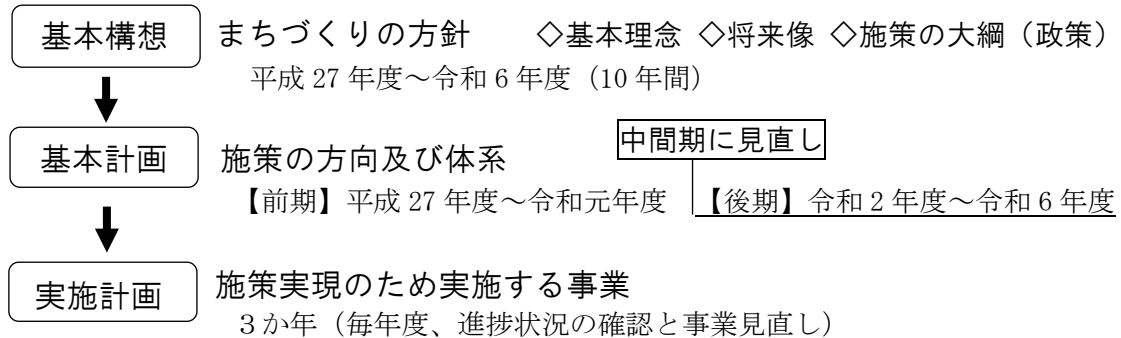 基本構想 まちづくりの方針 ◇基本理念 ◇将来像 ◇施策の大綱（政策）
平成 27 年度～令和 6 年度（10 年間）
中間期に見直し
基本計画 施策の方向及び体系
【前期】平成 27 年度～令和元年度 【後期】令和 2 年度～令和 6 年度
実施計画 施策実現のため実施する事業
３か年（毎年度、進捗状況の確認と事業見直し）